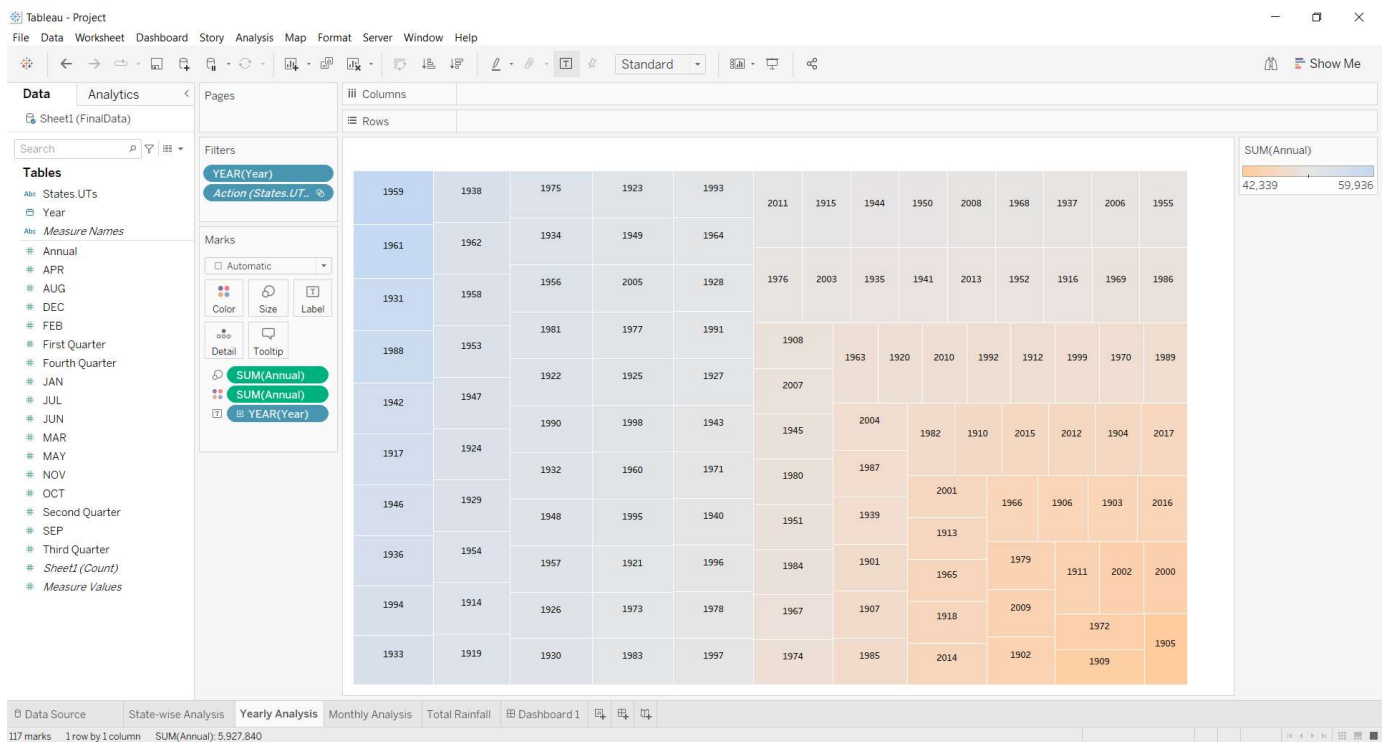 Tableau - Project
File Data Worksheet Dashboard Story Analysis Map Format Server Window Help
Standard
Show Me
Data Analytics
Sheet1 (FinalData)
Search
Tables
Abc States.UTs
Year
Abc Measure Names
# Annual
# APR
# AUG
# DEC
# FEB
# First Quarter
# Fourth Quarter
# JAN
# JUL
# JUN
# MAR
# MAY
# NOV
# OCT
# Second Quarter
# SEP
# Third Quarter
# Sheet1 (Count)
# Measure Values
Pages
Filters
YEAR(Year)
Action (States.UT..
Marks
Automatic
Color Size Label
Detail Tooltip
SUM(Annual)
SUM(Annual)
YEAR(Year)
iii Columns
Rows
1959 1938 1975 1923 1993 2011 1915 1944 1950 2008 1968 1937 2006 1955
1961 1962 1934 1949 1964
1931 1958 1956 2005 1928 1976 2003 1935 1941 2013 1952 1916 1969 1986
1988 1953 1981 1977 1991 1908 1963 1920 2010 1992 1912 1999 1970 1989
1942 1947 1922 1925 1927 2007
1917 1924 1990 1998 1943 1945 2004 1982 1910 2015 2012 1904 2017
1946 1929 1932 1960 1971 1980 1987 2001 1966 1906 1903 2016
1948 1995 1940 1951 1939 1913
1936 1954 1957 1921 1996 1984 1901 1965 1979 1911 2002 2000
1994 1914 1926 1973 1978 1967 1907 1918 2009 1972
1933 1919 1930 1983 1997 1974 1985 2014 1902 1909 1905
SUM(Annual)
42,339 59,936
Data Source State-wise Analysis Yearly Analysis Monthly Analysis Total Rainfall Dashboard 1
117 marks 1 row by 1 column SUM(Annual): 5,927,840